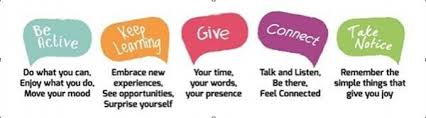 Be
Active
Do what you can,
Enjoy what you do,
Move your mood
Keep
Learning
Embrace new
experiences,
See opportunities,
Surprise yourself
Give
Your time,
your words,
your presence
Connect
Talk and Listen,
Be there,
Feel Connected
Take
Notice
Remember the
simple things that
give you joy